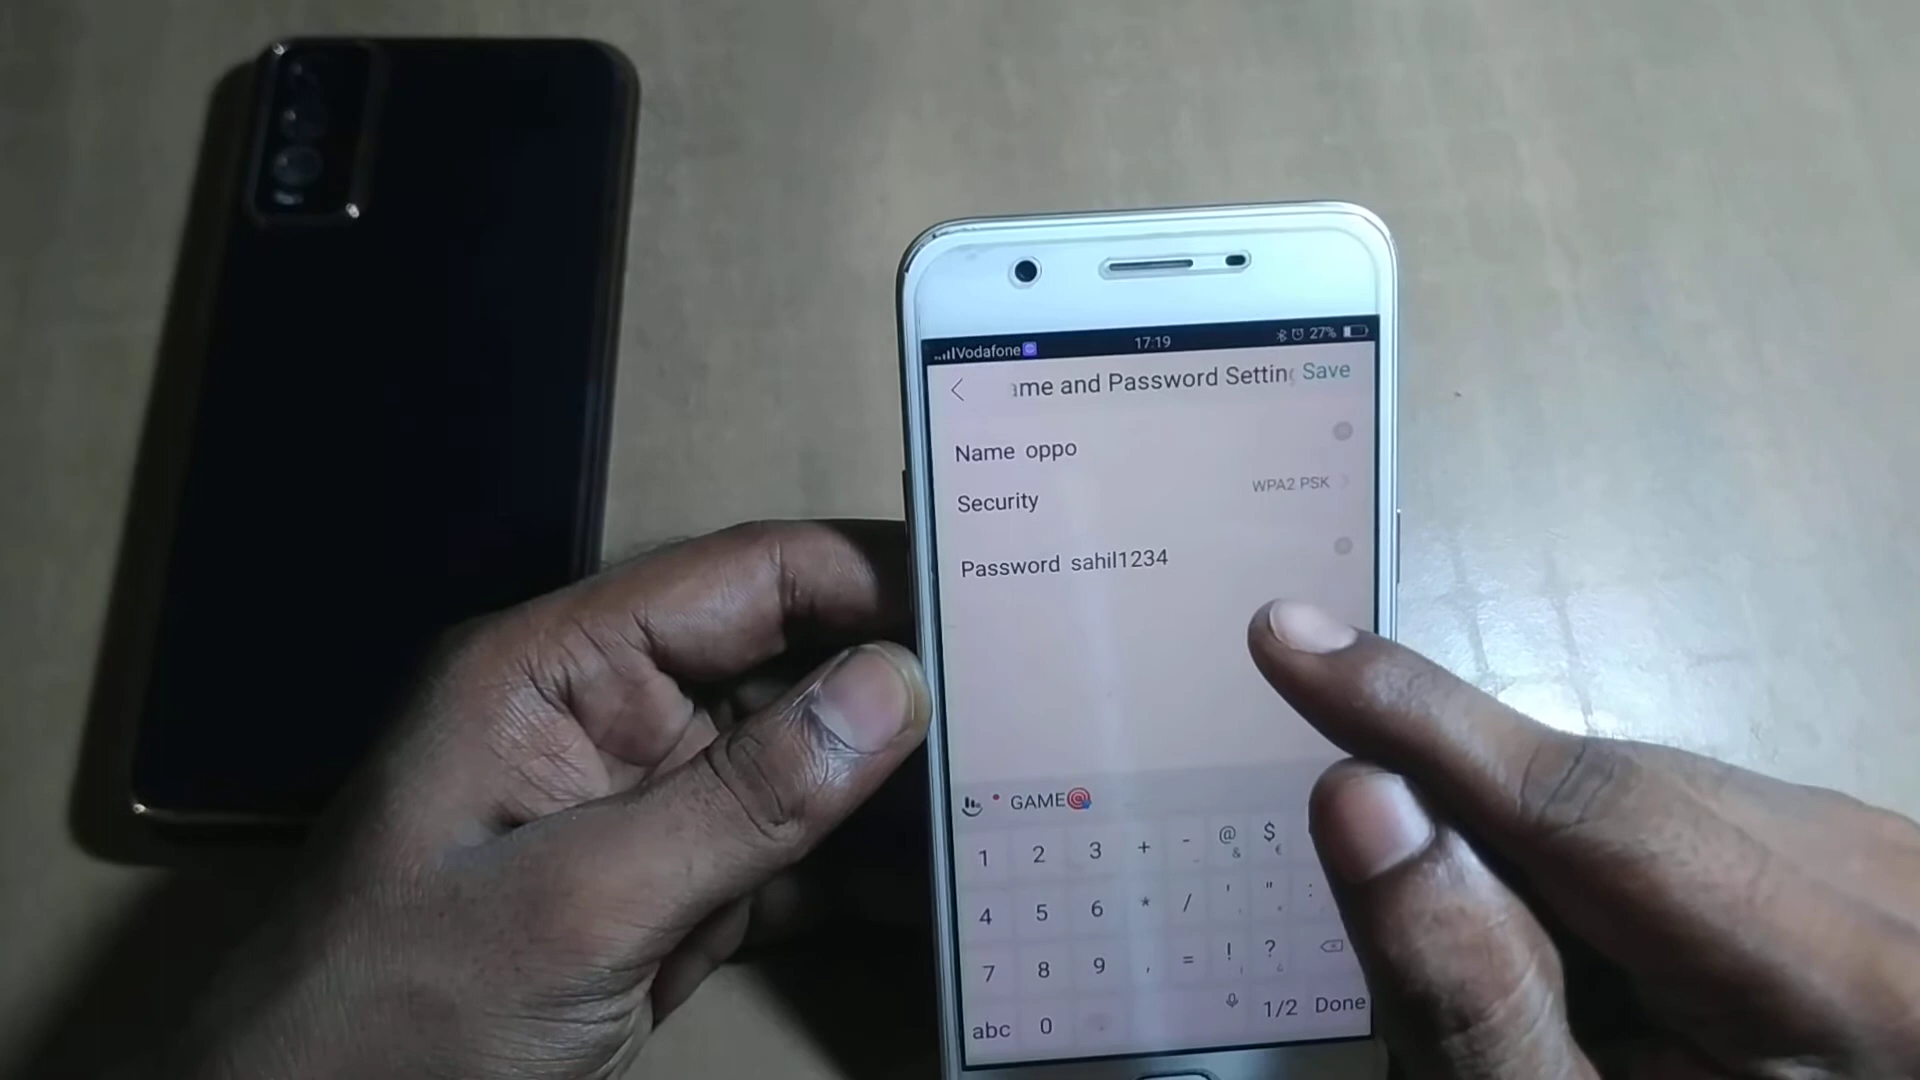 Vodafone 17:19 27%
ame and Password Settin Save
Name oppo
Security WPA2 PSK
Password sahil1234
GAME
1 2 3 + - @ & $ €
4 5 6 * / ' " :
7 8 9 , = ! ?
abc 0 1/2 Done